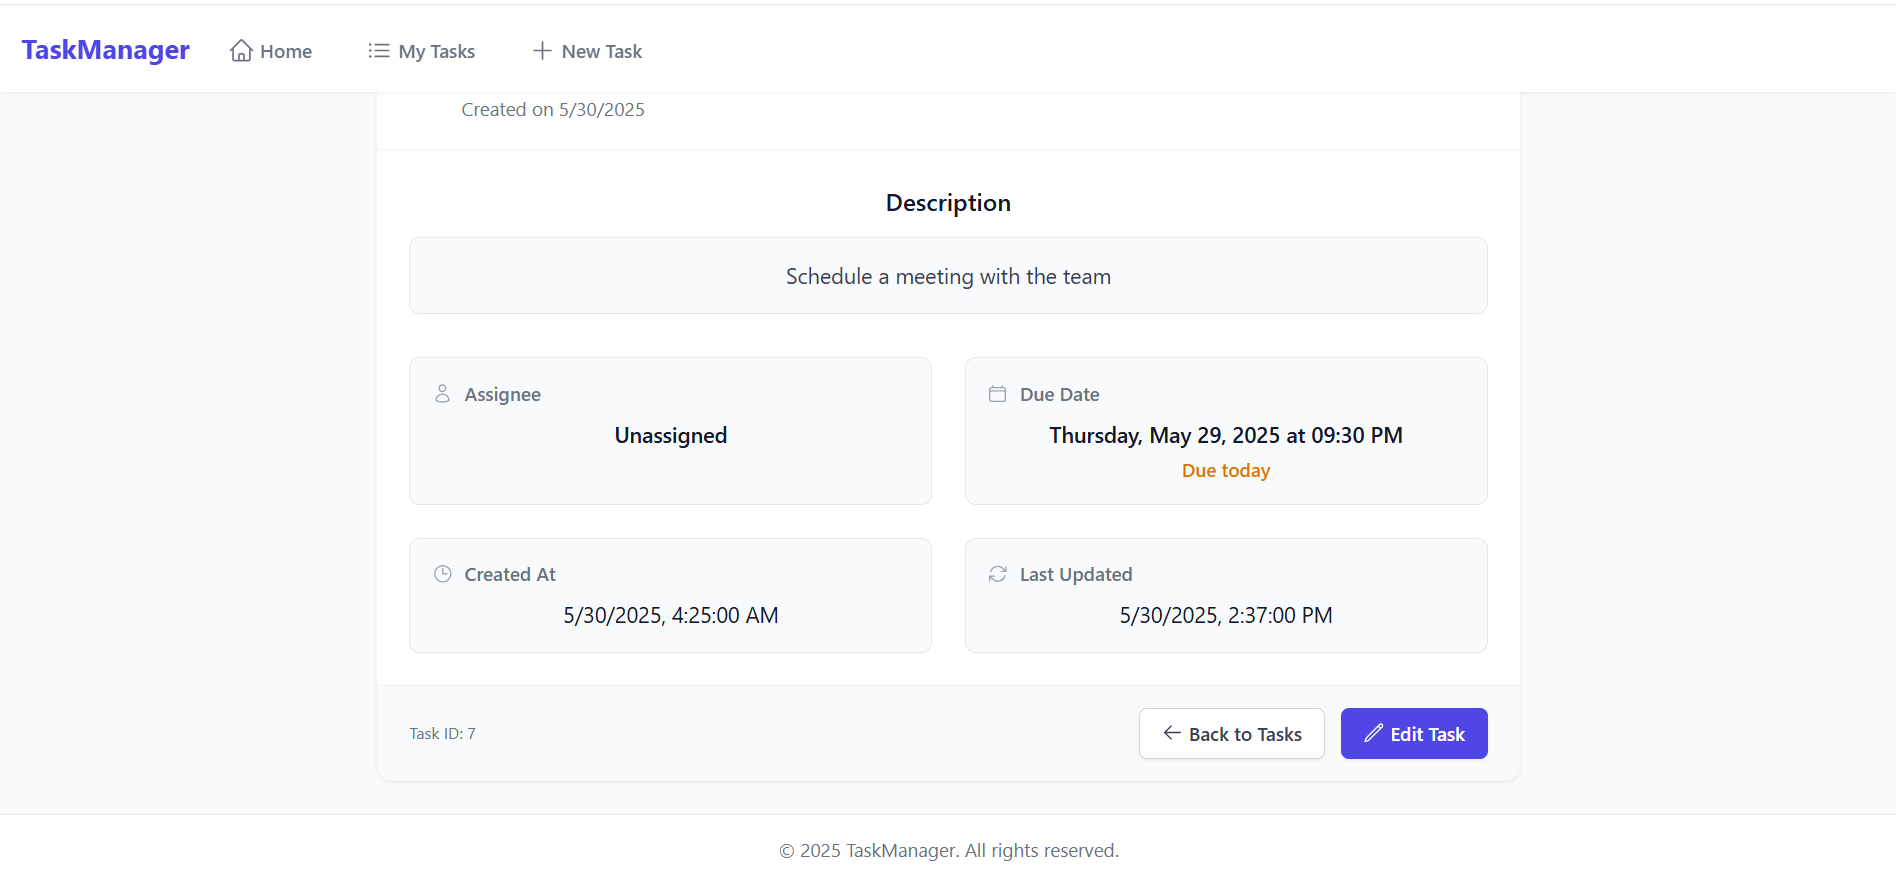 TaskManager
Home
My Tasks
New Task
Created on 5/30/2025
Description
Schedule a meeting with the team
Assignee
Unassigned
Due Date
Thursday, May 29, 2025 at 09:30 PM
Due today
Created At
5/30/2025, 4:25:00 AM
Last Updated
5/30/2025, 2:37:00 PM
Task ID: 7
Back to Tasks
Edit Task
© 2025 TaskManager. All rights reserved.